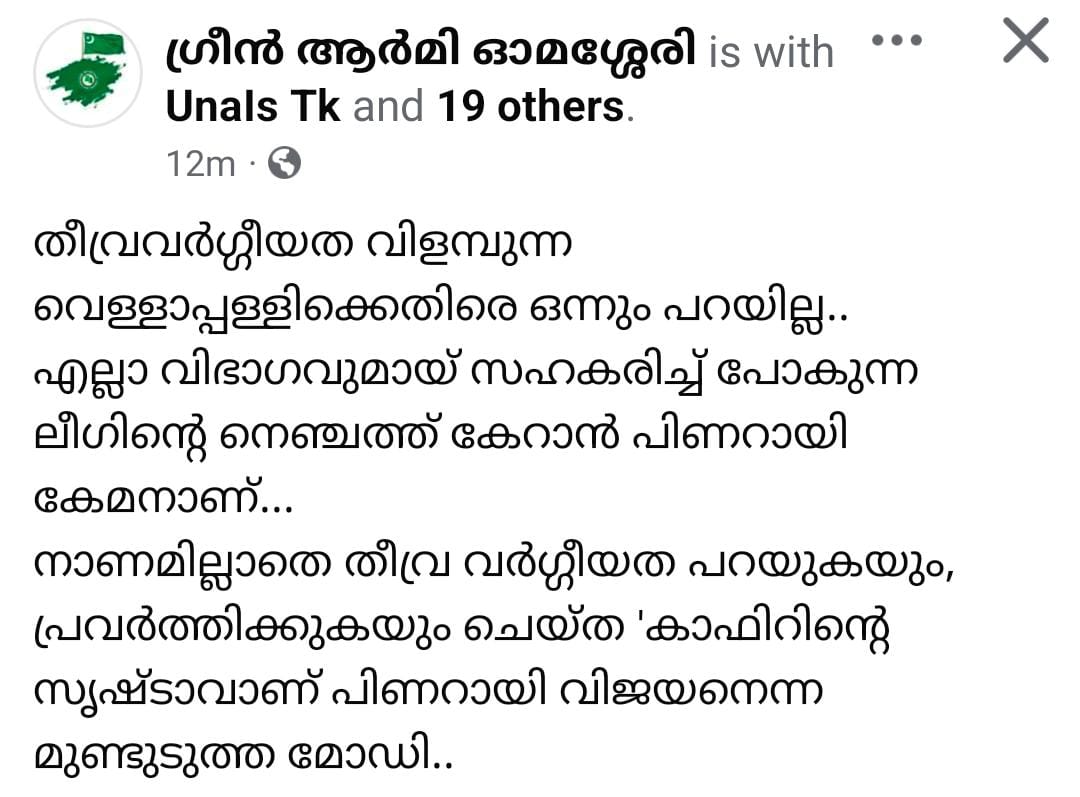 ഗ്രീൻ ആർമി ഓമശ്ശേരി is with
Unals Tk and 19 others.
12m ·
തീവ്രവർഗ്ഗീയത വിളമ്പുന്ന
വെള്ളാപ്പള്ളിക്കെതിരെ ഒന്നും പറയില്ല..
എല്ലാ വിഭാഗവുമായ് സഹകരിച്ച് പോകുന്ന
ലീഗിന്റെ നെഞ്ചത്ത് കേറാൻ പിണറായി
കേമനാണ്...
നാണമില്ലാതെ തീവ്ര വർഗ്ഗീയത പറയുകയും,
പ്രവർത്തിക്കുകയും ചെയ്ത 'കാഫിറിന്റെ
സൃഷ്ടാവാണ് പിണറായി വിജയനെന്ന
മുണ്ടുടുത്ത മോഡി..